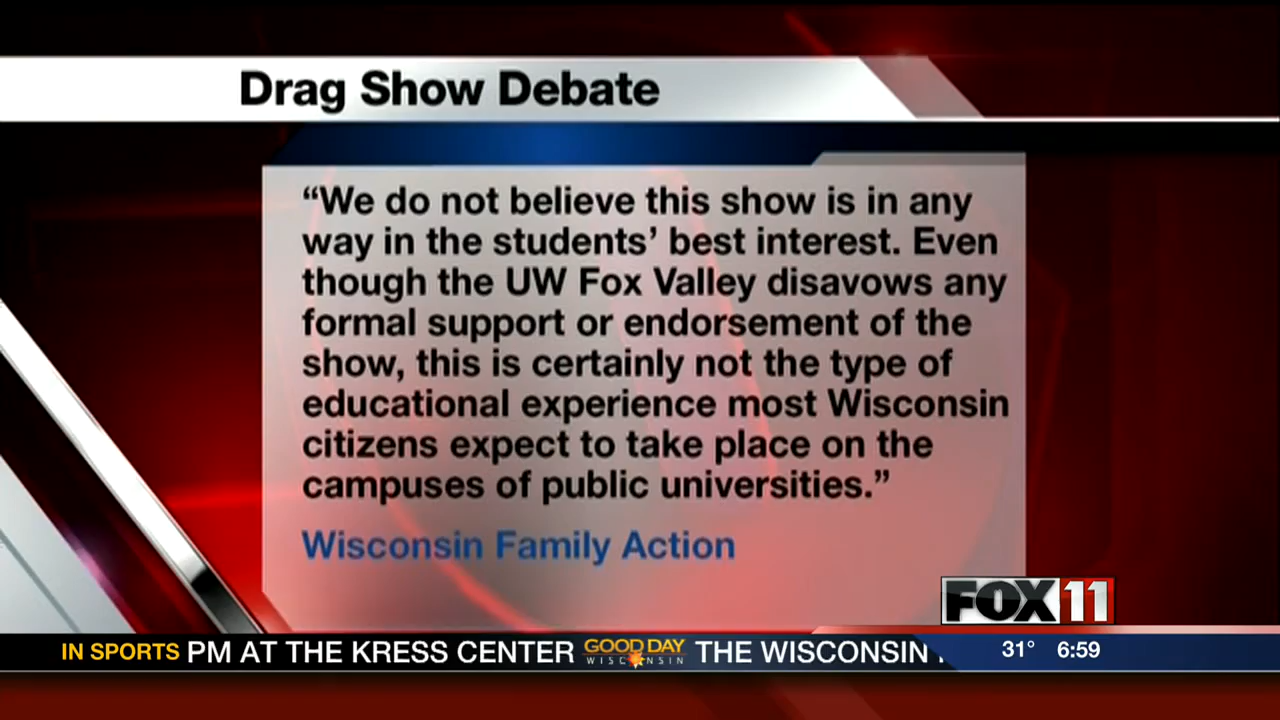 Drag Show Debate
“We do not believe this show is in any
way in the students’ best interest. Even
though the UW Fox Valley disavows any
formal support or endorsement of the
show, this is certainly not the type of
educational experience most Wisconsin
citizens expect to take place on the
campuses of public universities.”
Wisconsin Family Action
FOX 11
IN SPORTS PM AT THE KRESS CENTER GOOD DAY WISCONSIN THE WISCONSIN 31° 6:59